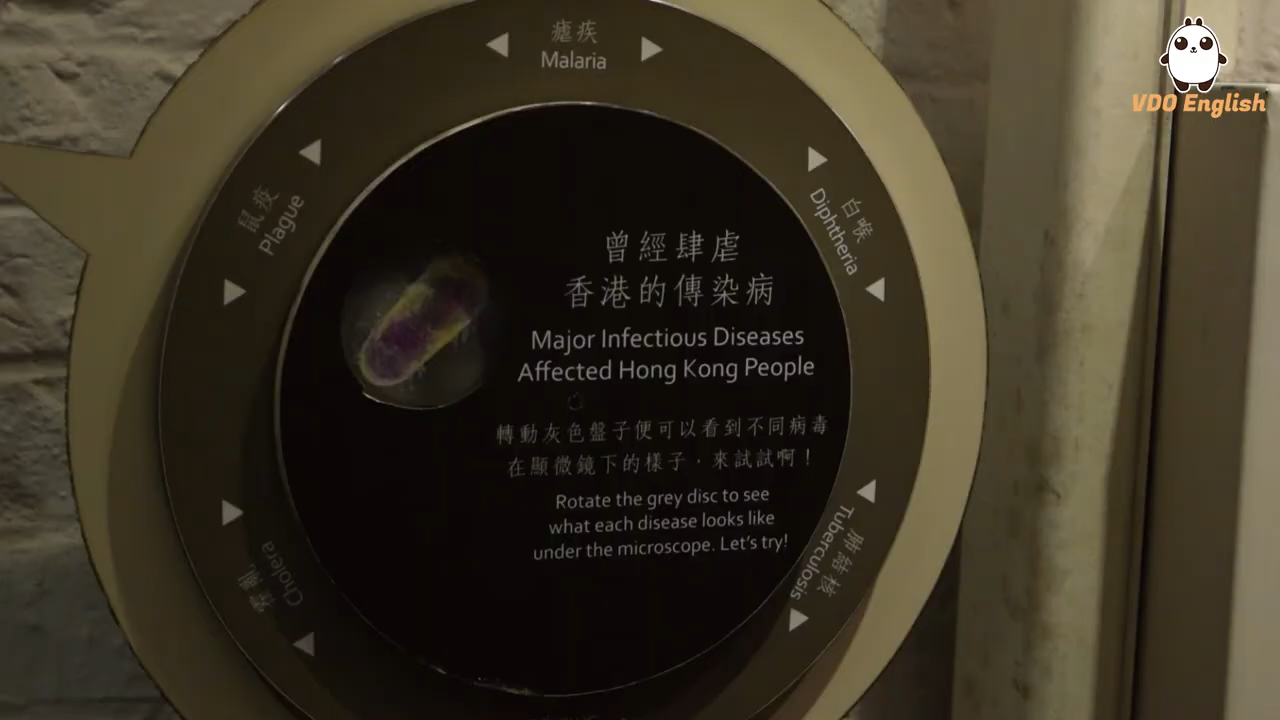 瘧疾
Malaria
VDO English
鼠疫
Plague
白喉
Diphtheria
曾經肆虐
香港的傳染病
Major Infectious Diseases
Affected Hong Kong People
轉動灰色盤子便可以看到不同病毒
在顯微鏡下的樣子，來試試啊！
Rotate the grey disc to see
what each disease looks like
under the microscope. Let's try!
霍亂
Cholera
肺結核
Tuberculosis